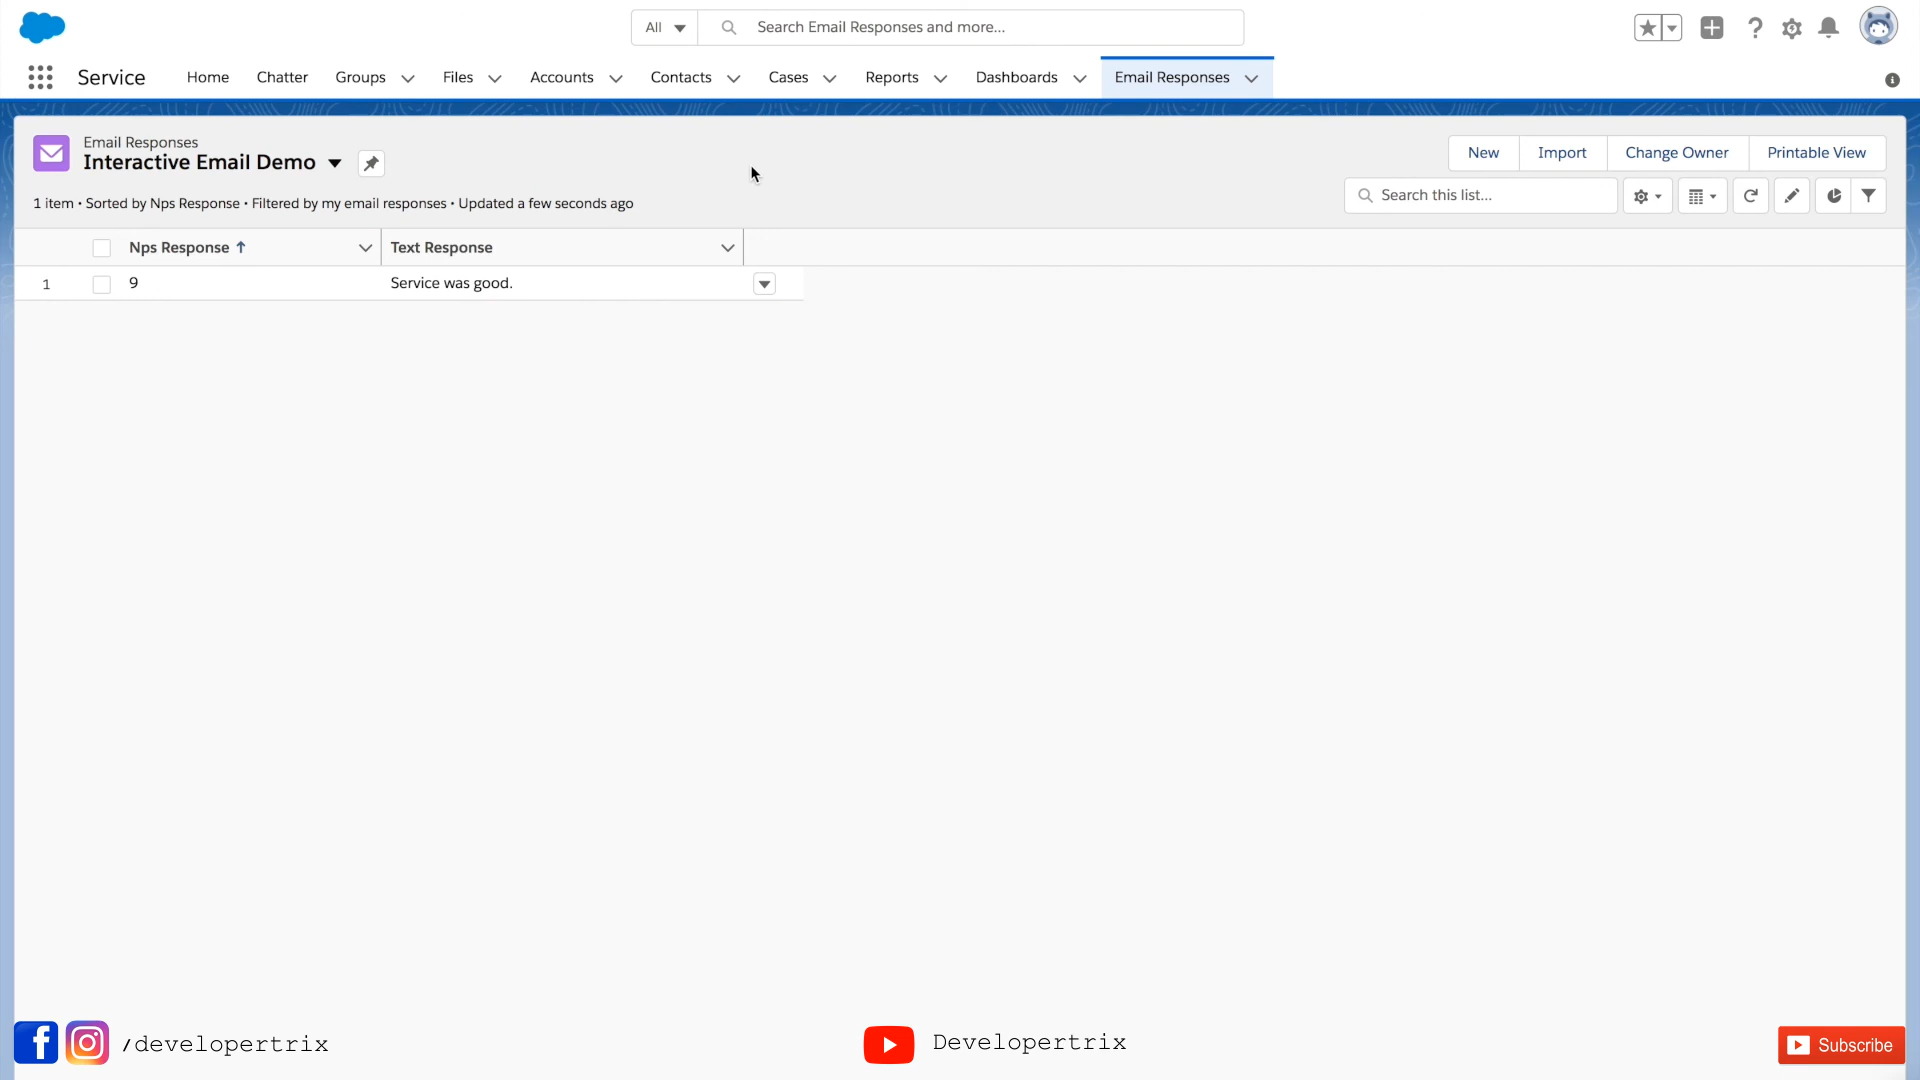 All
Search Email Responses and more...
Service
Home
Chatter
Groups
Files
Accounts
Contacts
Cases
Reports
Dashboards
Email Responses
Email Responses
Interactive Email Demo
New
Import
Change Owner
Printable View
1 item • Sorted by Nps Response • Filtered by my email responses • Updated a few seconds ago
Search this list...
Nps Response
Text Response
1
9
Service was good.
/developertrix
Developertrix
Subscribe